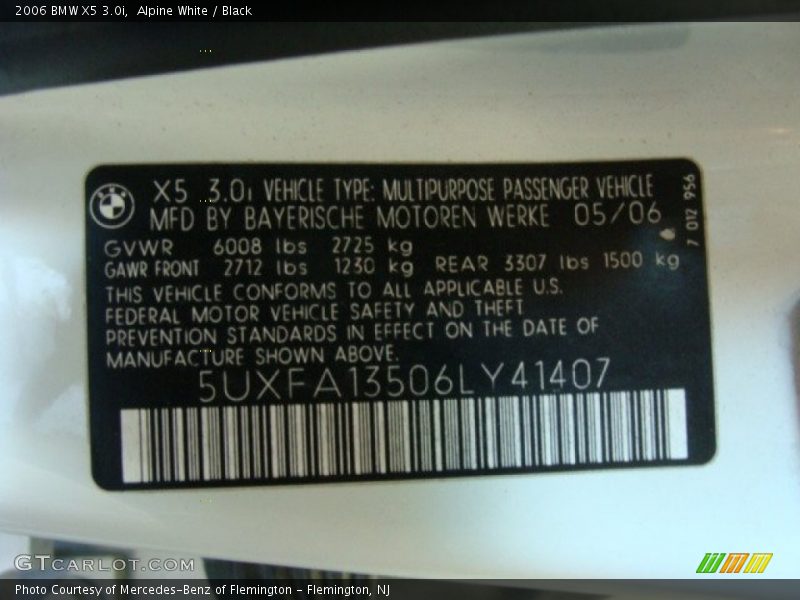 2006 BMW X5 3.0i, Alpine White / Black
BMW
X5 3.0i VEHICLE TYPE: MULTIPURPOSE PASSENGER VEHICLE
MFD BY BAYERISCHE MOTOREN WERKE 05/06
7 012 956
GVWR 6008 lbs 2725 kg
GAWR FRONT 2712 lbs 1230 kg REAR 3307 lbs 1500 kg
THIS VEHICLE CONFORMS TO ALL APPLICABLE U.S.
FEDERAL MOTOR VEHICLE SAFETY AND THEFT
PREVENTION STANDARDS IN EFFECT ON THE DATE OF
MANUFACTURE SHOWN ABOVE.
5UXFA13506LY41407
GTCARLOT.COM
Photo Courtesy of Mercedes-Benz of Flemington - Flemington, NJ